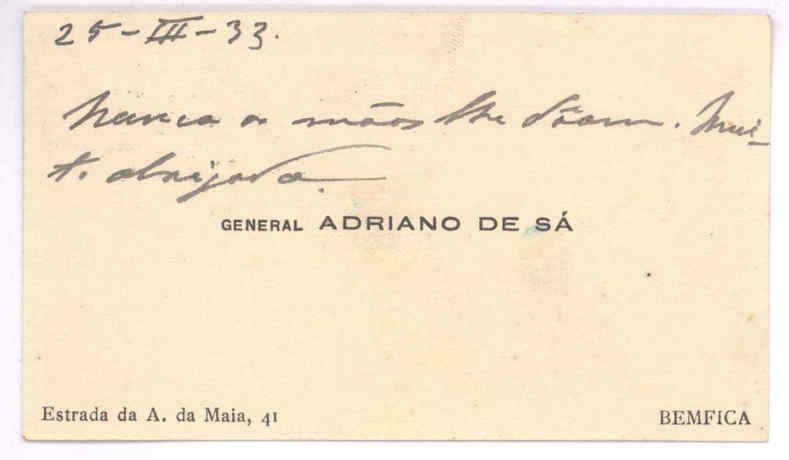 25-III-33.
Nunca as mãos lhe dôam. Mui-
to obrigado.
GENERAL ADRIANO DE SÁ
Estrada da A. da Maia, 41
BEMFICA